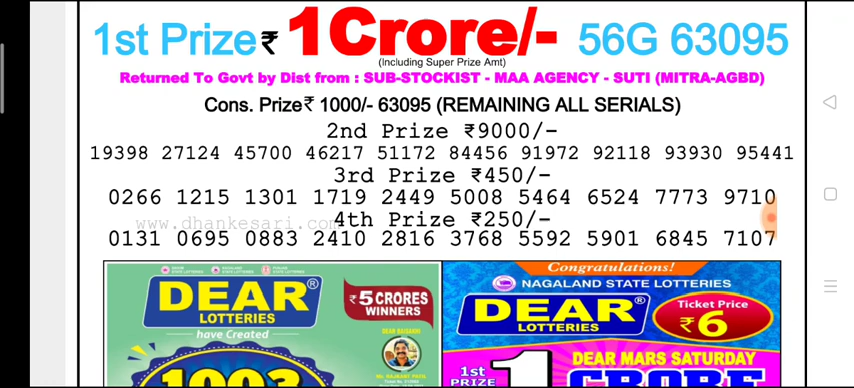 1st Prize ₹ 1Crore/- 56G 63095
(Including Super Prize Amt)
Returned To Govt by Dist from : SUB-STOCKIST - MAA AGENCY - SUTI (MITRA-AGBD)
Cons. Prize ₹ 1000/- 63095 (REMAINING ALL SERIALS)
2nd Prize ₹9000/-
19398 27124 45700 46217 51172 84456 91972 92118 93930 95441
3rd Prize ₹450/-
0266 1215 1301 1719 2449 5008 5464 6524 7773 9710
www.dhankesari.com
4th Prize ₹250/-
0131 0695 0883 2410 2816 3768 5592 5901 6845 7107
DEAR®
LOTTERIES
have Created
1003
₹5 CRORES
WINNERS
Congratulations!
NAGALAND STATE LOTTERIES
DEAR®
LOTTERIES
Ticket Price
₹6
DEAR MARS SATURDAY
1st
PRIZE
1
CRORE